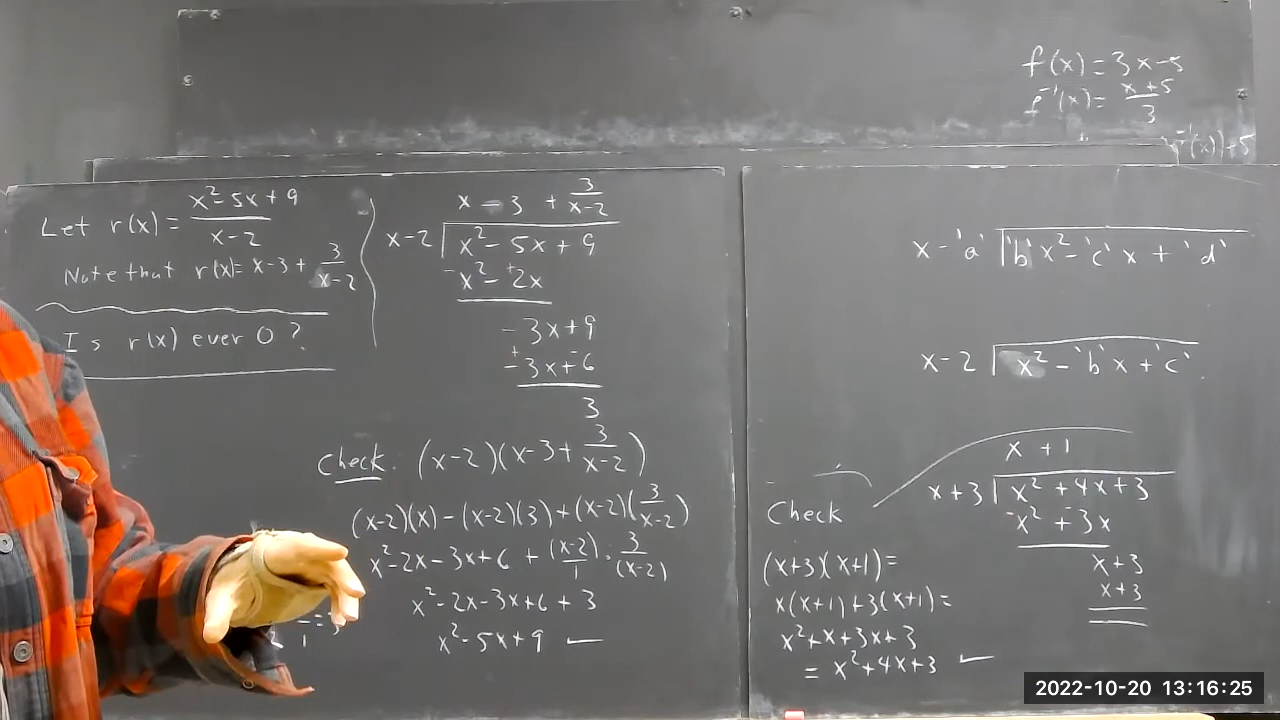 f(x) = 3x-5
f⁻¹(x) = (x+5)/3
⁻¹(x))+5
Let r(x) = (x²-5x+9)/(x-2)
Note that r(x) = x-3 + 3/(x-2)
Is r(x) ever 0?
x - 3 + 3/(x-2)
x-2 | x² - 5x + 9
x² - 2x
-3x+9
-3x+6
3
Check. (x-2)(x-3+ 3/(x-2))
(x-2)(x) - (x-2)(3) + (x-2)(3/(x-2))
x²-2x-3x+6 + (x-2)/1 · 3/(x-2)
x²-2x-3x+6 + 3
x²-5x+9
x-'a' | 'b'x² - 'c'x + 'd'
x-2 | x² - 'b'x + 'c'
x + 1
x+3 | x² + 4x + 3
x² + 3x
x+3
x+3
Check
(x+3)(x+1) =
x(x+1)+3(x+1) =
x²+x+3x+3
= x²+4x+3
2022-10-20 13:16:25